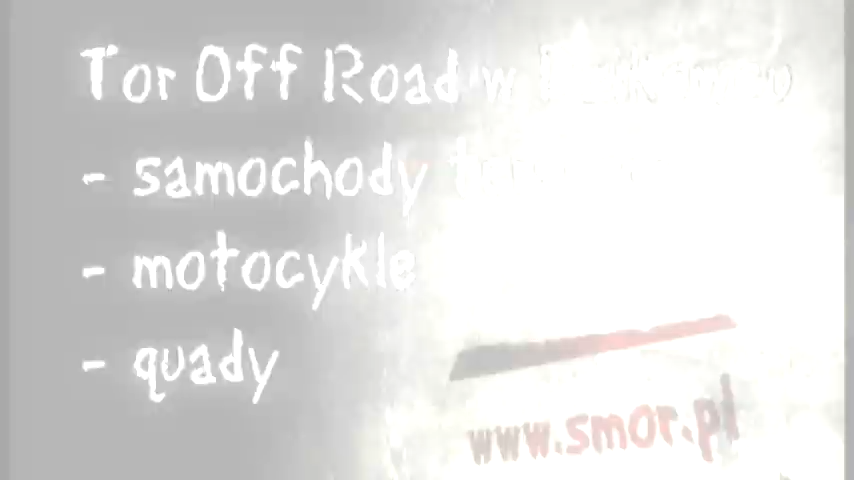 Tor Off Road w
- samochody
- motocykle
- quady
www.smor.pl